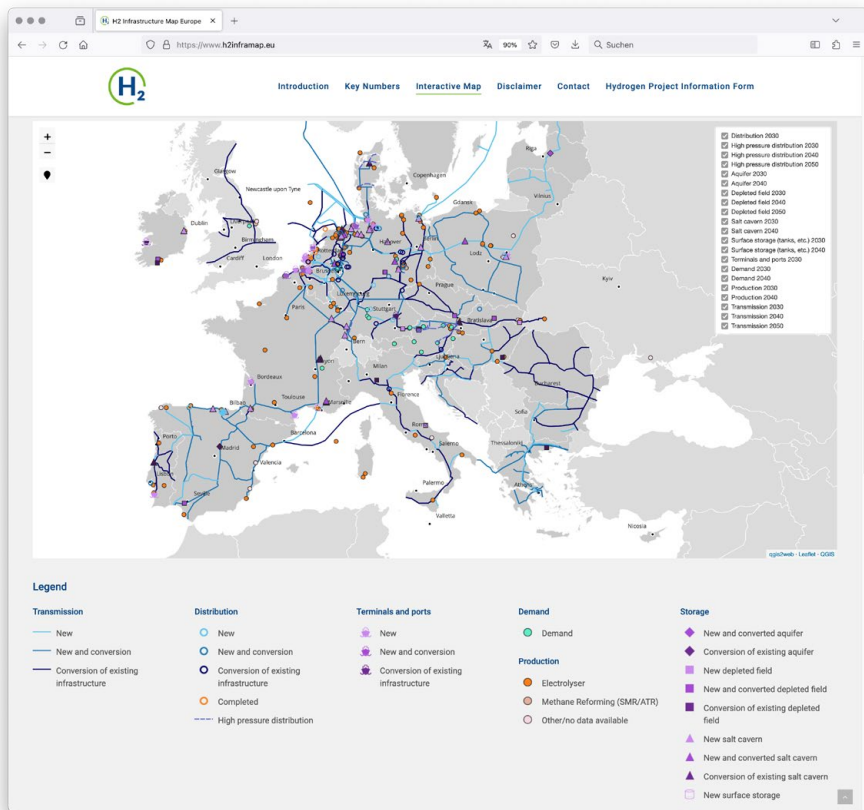 H2 Infrastructure Map Europe
https://www.h2inframap.eu
90%
Suchen
H2
Introduction
Key Numbers
Interactive Map
Disclaimer
Contact
Hydrogen Project Information Form
+
−
Distribution 2030
High pressure distribution 2030
High pressure distribution 2040
High pressure distribution 2050
Aquifer 2030
Aquifer 2040
Depleted field 2030
Depleted field 2040
Depleted field 2050
Salt cavern 2030
Salt cavern 2040
Surface storage (tanks, etc.) 2030
Surface storage (tanks, etc.) 2040
Terminals and ports 2030
Demand 2030
Demand 2040
Production 2030
Production 2040
Transmission 2030
Transmission 2040
Transmission 2050
Riga
Glasgow
Copenhagen
Newcastle upon Tyne
Vilnius
Gdansk
Dublin
Birmingham
Cardiff
London
Lodz
Kyiv
Prague
Paris
Luxembourg
Stuttgart
Bratislava
Bern
Ljubljana
Milan
Lyon
Bordeaux
Bucharest
Bilbao
Toulouse
Marseille
Florence
Sofia
Barcelona
Porto
Madrid
Salerno
Thessaloniki
Valencia
Palermo
Seville
Valletta
Nicosia
qgis2web · Leaflet · QGIS
Legend
Transmission
New
New and conversion
Conversion of existing
infrastructure
Distribution
New
New and conversion
Conversion of existing
infrastructure
Completed
High pressure distribution
Terminals and ports
New
New and conversion
Conversion of existing
infrastructure
Demand
Demand
Production
Electrolyser
Methane Reforming (SMR/ATR)
Other/no data available
Storage
New and converted aquifer
Conversion of existing aquifer
New depleted field
New and converted depleted field
Conversion of existing depleted
field
New salt cavern
New and converted salt cavern
Conversion of existing salt cavern
New surface storage